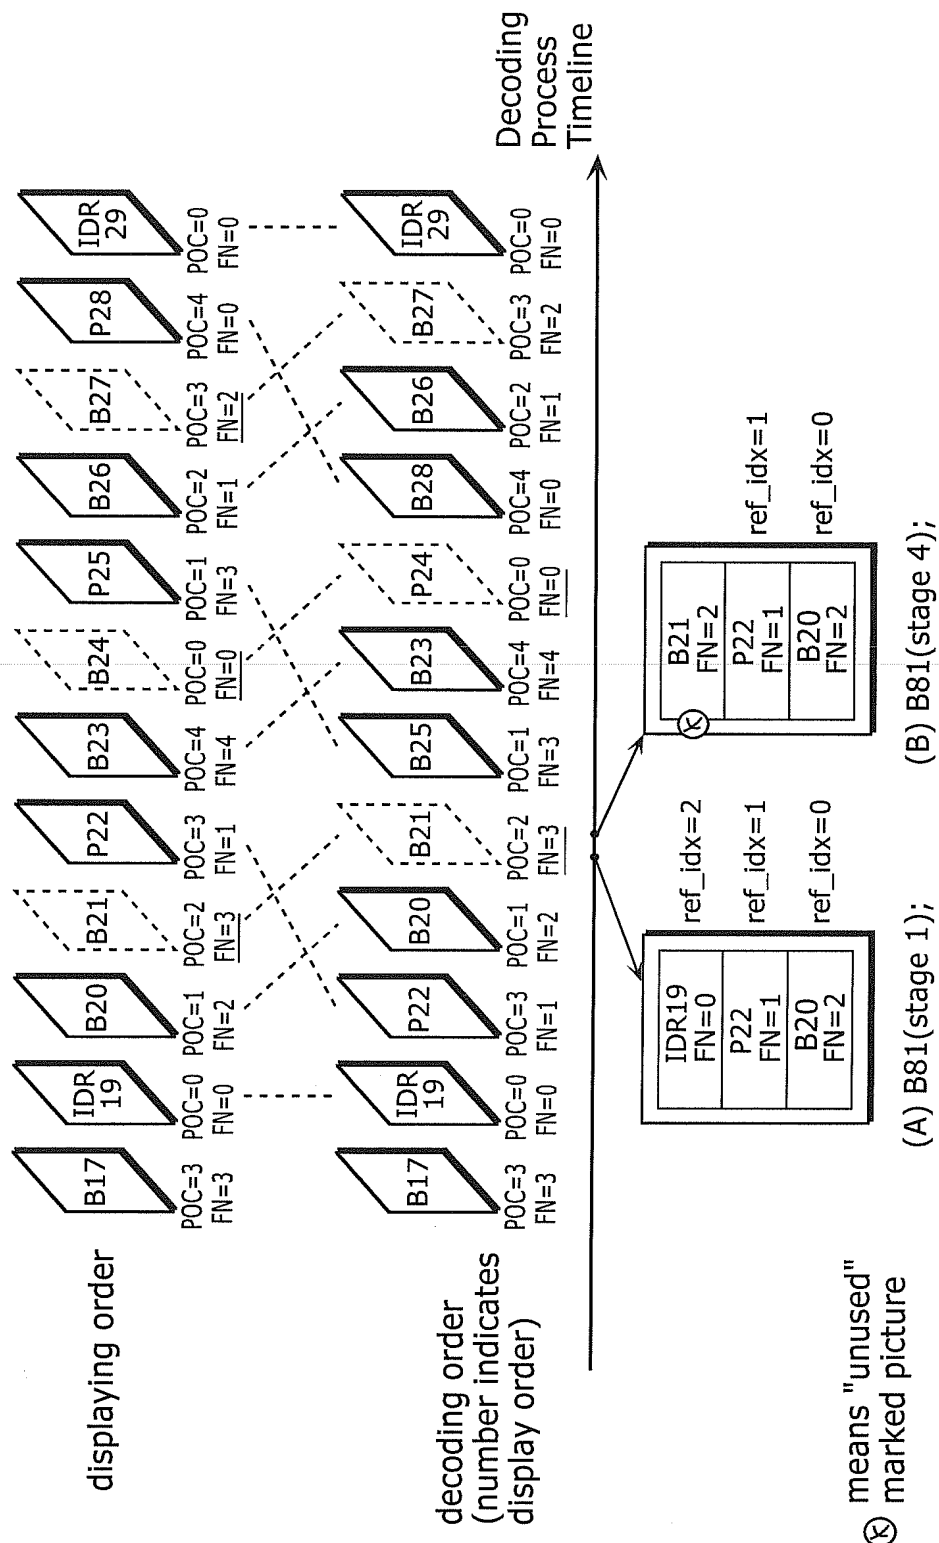 displaying order
B17
POC=3
FN=3
IDR
19
POC=0
FN=0
B20
POC=1
FN=2
B21
POC=2
FN=3
P22
POC=3
FN=1
B23
POC=4
FN=4
B24
POC=0
FN=0
P25
POC=1
FN=3
B26
POC=2
FN=1
B27
POC=3
FN=2
P28
POC=4
FN=0
IDR
29
POC=0
FN=0
decoding order
(number indicates
display order)
B17
POC=3
FN=3
IDR
19
POC=0
FN=0
P22
POC=3
FN=1
B20
POC=1
FN=2
B21
POC=2
FN=3
B25
POC=1
FN=3
B23
POC=4
FN=4
P24
POC=0
FN=0
B28
POC=4
FN=0
B26
POC=2
FN=1
B27
POC=3
FN=2
IDR
29
POC=0
FN=0
Decoding
Process
Timeline
IDR19
FN=0
ref_idx=2
P22
FN=1
ref_idx=1
B20
FN=2
ref_idx=0
(A) B81(stage 1);
x
B21
FN=2
P22
FN=1
ref_idx=1
B20
FN=2
ref_idx=0
(B) B81(stage 4);
x means "unused"
marked picture